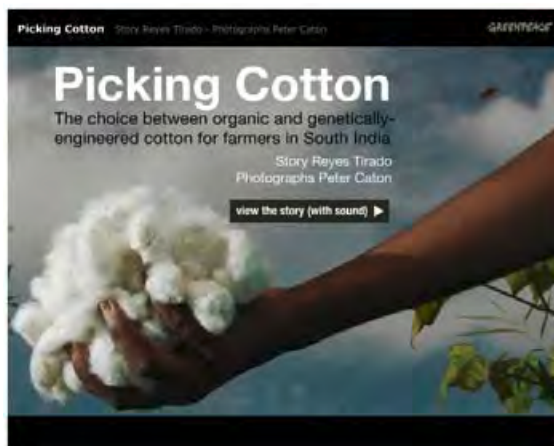 Picking Cotton Story Reyes Tirado - Photographs Peter Caton GREENPEACE
Picking Cotton
The choice between organic and genetically-
engineered cotton for farmers in South India
Story Reyes Tirado
Photographs Peter Caton
view the story (with sound)